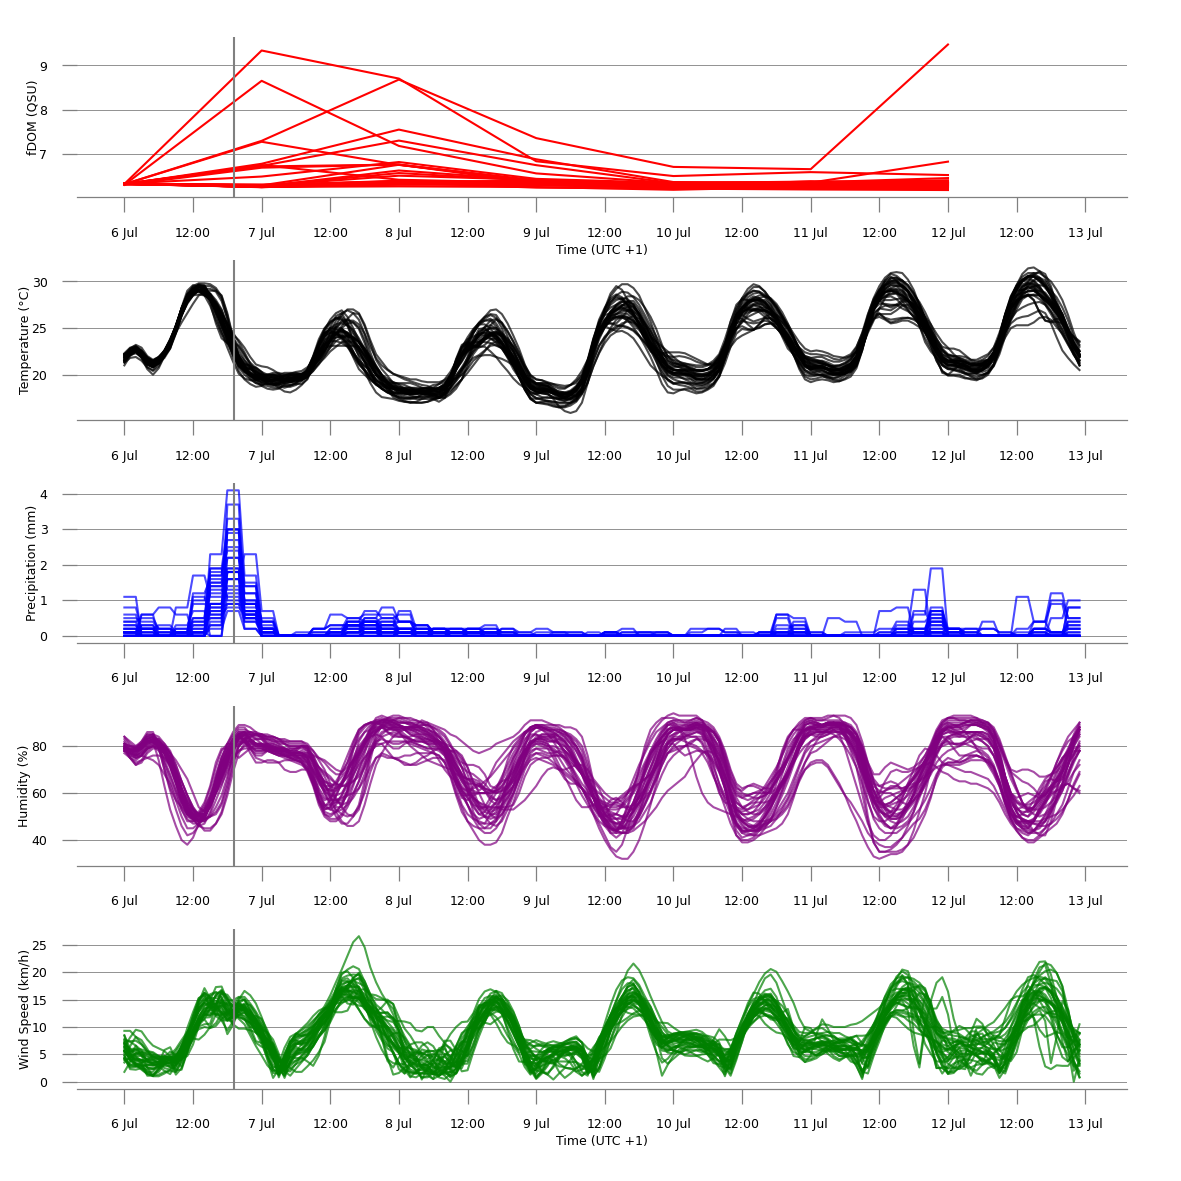 fDOM (QSU)
9
8
7
6 Jul 12:00 7 Jul 12:00 8 Jul 12:00 9 Jul 12:00 10 Jul 12:00 11 Jul 12:00 12 Jul 12:00 13 Jul
Time (UTC +1)
Temperature (°C)
30
25
20
6 Jul 12:00 7 Jul 12:00 8 Jul 12:00 9 Jul 12:00 10 Jul 12:00 11 Jul 12:00 12 Jul 12:00 13 Jul
Precipitation (mm)
4
3
2
1
0
6 Jul 12:00 7 Jul 12:00 8 Jul 12:00 9 Jul 12:00 10 Jul 12:00 11 Jul 12:00 12 Jul 12:00 13 Jul
Humidity (%)
80
60
40
6 Jul 12:00 7 Jul 12:00 8 Jul 12:00 9 Jul 12:00 10 Jul 12:00 11 Jul 12:00 12 Jul 12:00 13 Jul
Wind Speed (km/h)
25
20
15
10
5
0
6 Jul 12:00 7 Jul 12:00 8 Jul 12:00 9 Jul 12:00 10 Jul 12:00 11 Jul 12:00 12 Jul 12:00 13 Jul
Time (UTC +1)